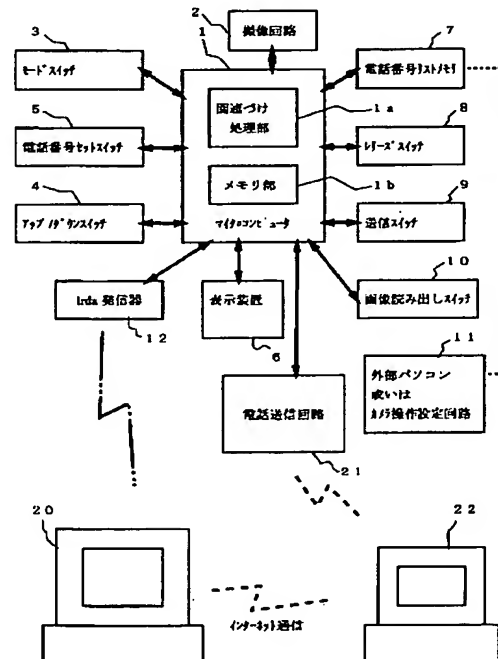 2
撮像回路
3
モードスイッチ
1
7
電話番号リストメモリ
関連づけ
処理部
1a
5
電話番号セットスイッチ
8
レリーズスイッチ
メモリ部
1b
4
アップ/ダウンスイッチ
マイクロコンピュータ
9
送信スイッチ
10
画像読み出しスイッチ
Irda 発信器
12
表示装置
6
11
外部パソコン
或いは
カメラ操作設定回路
電話送信回路
21
20
22
インターネット通信